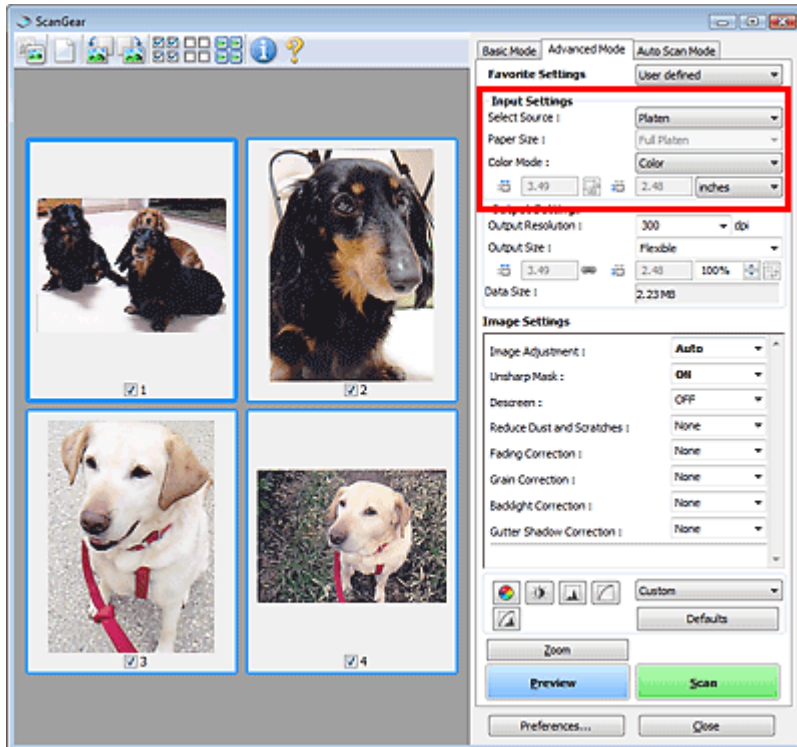 ScanGear
Basic Mode Advanced Mode Auto Scan Mode
Favorite Settings User defined
Input Settings
Select Source : Platen
Paper Size : Full Platen
Color Mode : Color
3.49 2.48 inches
Output Settings
Output Resolution : 300 dpi
Output Size : Flexible
3.49 2.48 100%
Data Size : 2.23 MB
Image Settings
Image Adjustment : Auto
Unsharp Mask : ON
Descreen : OFF
Reduce Dust and Scratches : None
Fading Correction : None
Grain Correction : None
Backlight Correction : None
Gutter Shadow Correction : None
Custom
Defaults
Zoom
Preview Scan
Preferences... Close
1 2
3 4